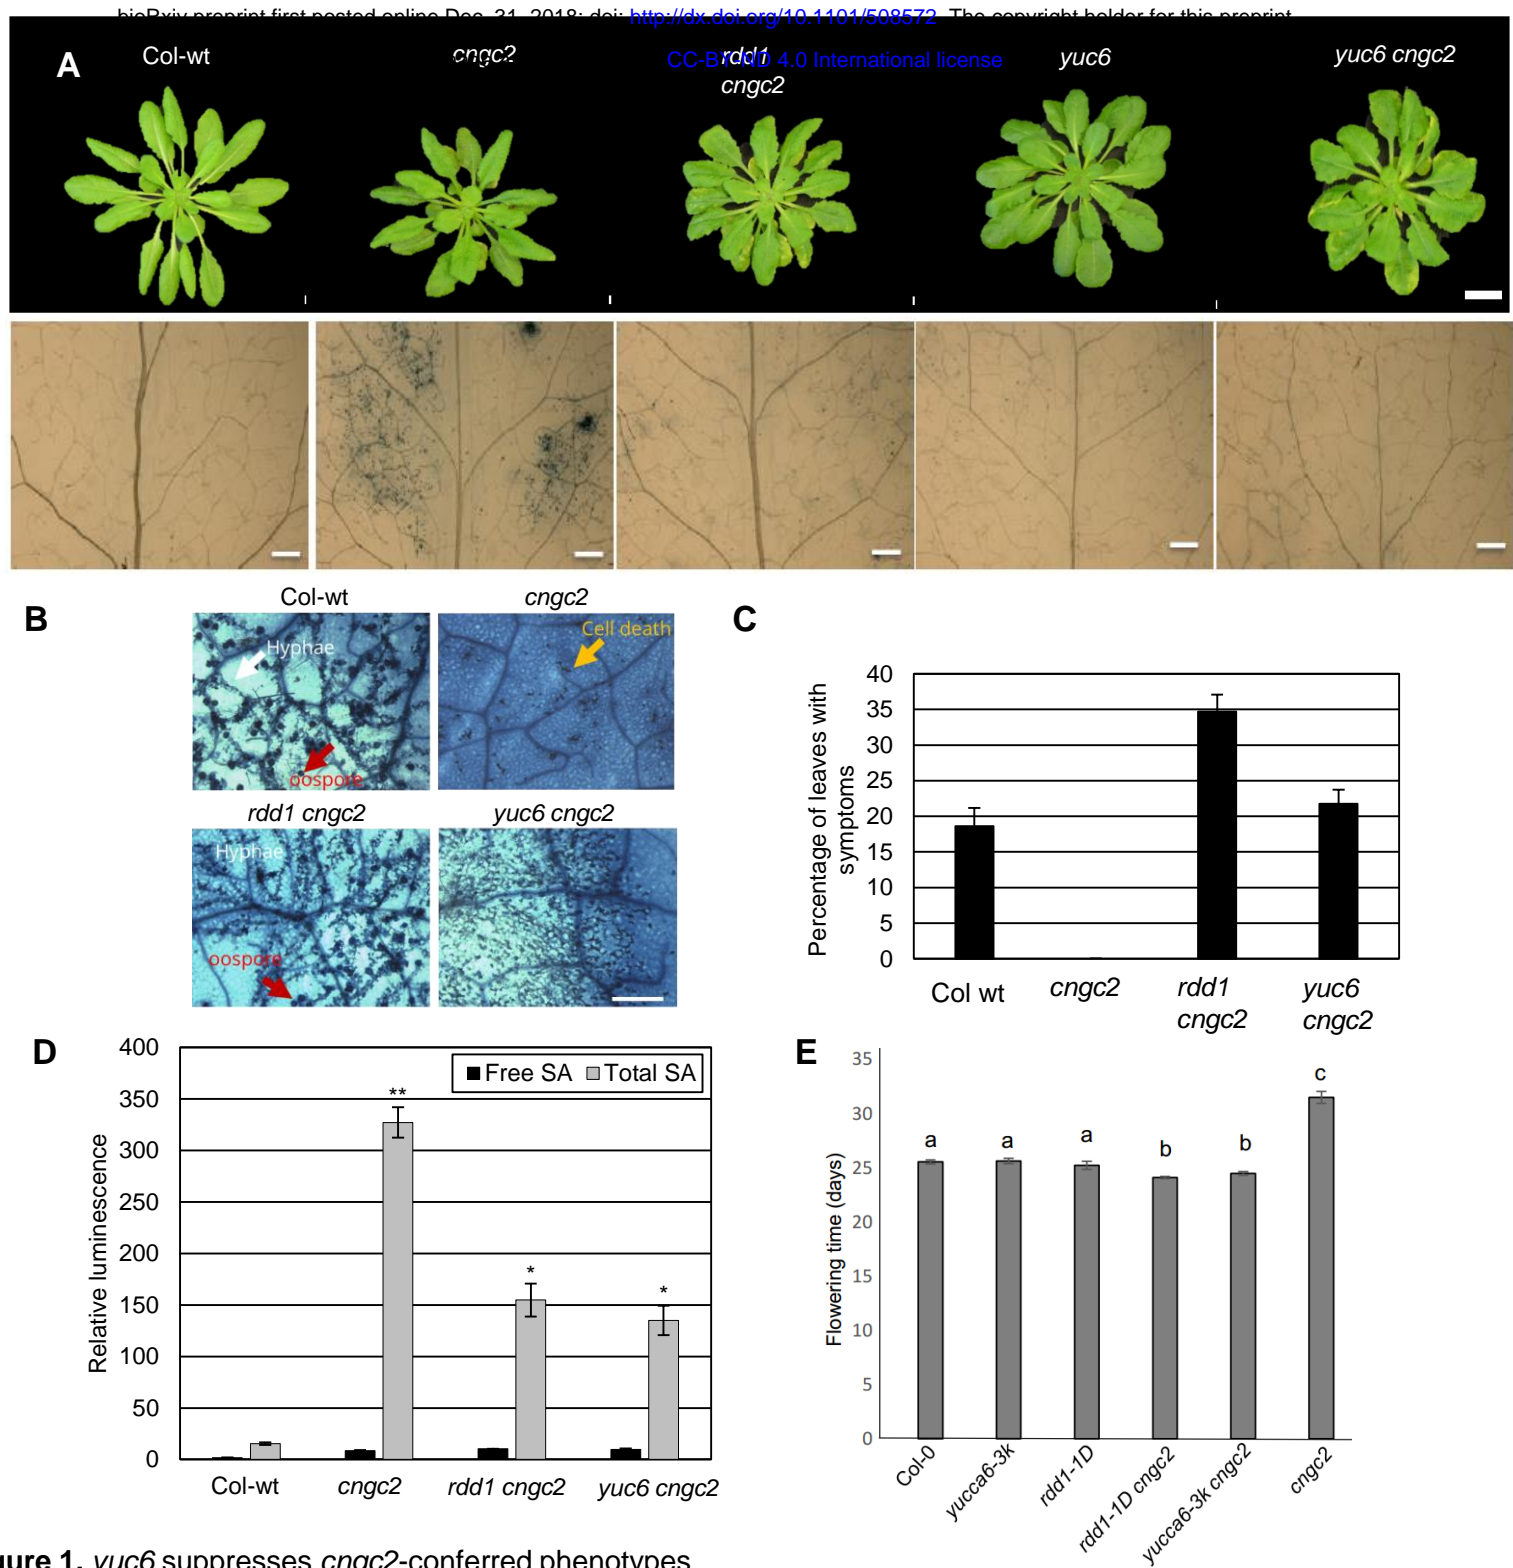 bioRxiv preprint first posted online Dec. 31, 2018; doi: http://dx.doi.org/10.1101/508572. The copyright holder for this preprint
CC-BY-ND 4.0 International license
A
Col-wt
cngc2
rdd1
cngc2
yuc6
yuc6 cngc2
B
Col-wt
cngc2
Hyphae
oospore
Cell death
rdd1 cngc2
yuc6 cngc2
Hyphae
oospore
C
Percentage of leaves with
symptoms
40
35
30
25
20
15
10
5
0
Col wt
cngc2
rdd1
cngc2
yuc6
cngc2
D
Relative luminescence
400
350
300
250
200
150
100
50
0
Free SA
Total SA
**
*
*
Col-wt
cngc2
rdd1 cngc2
yuc6 cngc2
E
Flowering time (days)
35
30
25
20
15
10
5
0
a
a
a
b
b
c
Col-0
yucca6-3k
rdd1-1D
rdd1-1D cngc2
yucca6-3k cngc2
cngc2
gure 1. yuc6 suppresses cngc2-conferred phenotypes